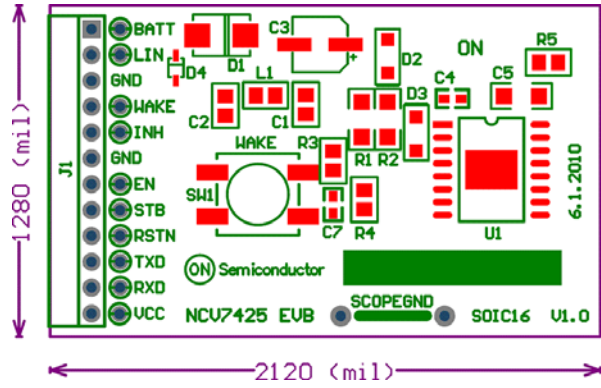 BATT
LIN
GND
WAKE
INH
GND
EN
STB
RSTN
TXD
RXD
VCC
J1
1280 (mil)
D1
D4
C3
+
L1
C2
C1
D2
ON
R5
C4
C5
D3
R1 R2
R3
WAKE
SW1
C7
R4
U1
6.1.2010
ON Semiconductor
SCOPEGND
NCV7425 EVB
SOIC16 V1.0
2120 (mil)